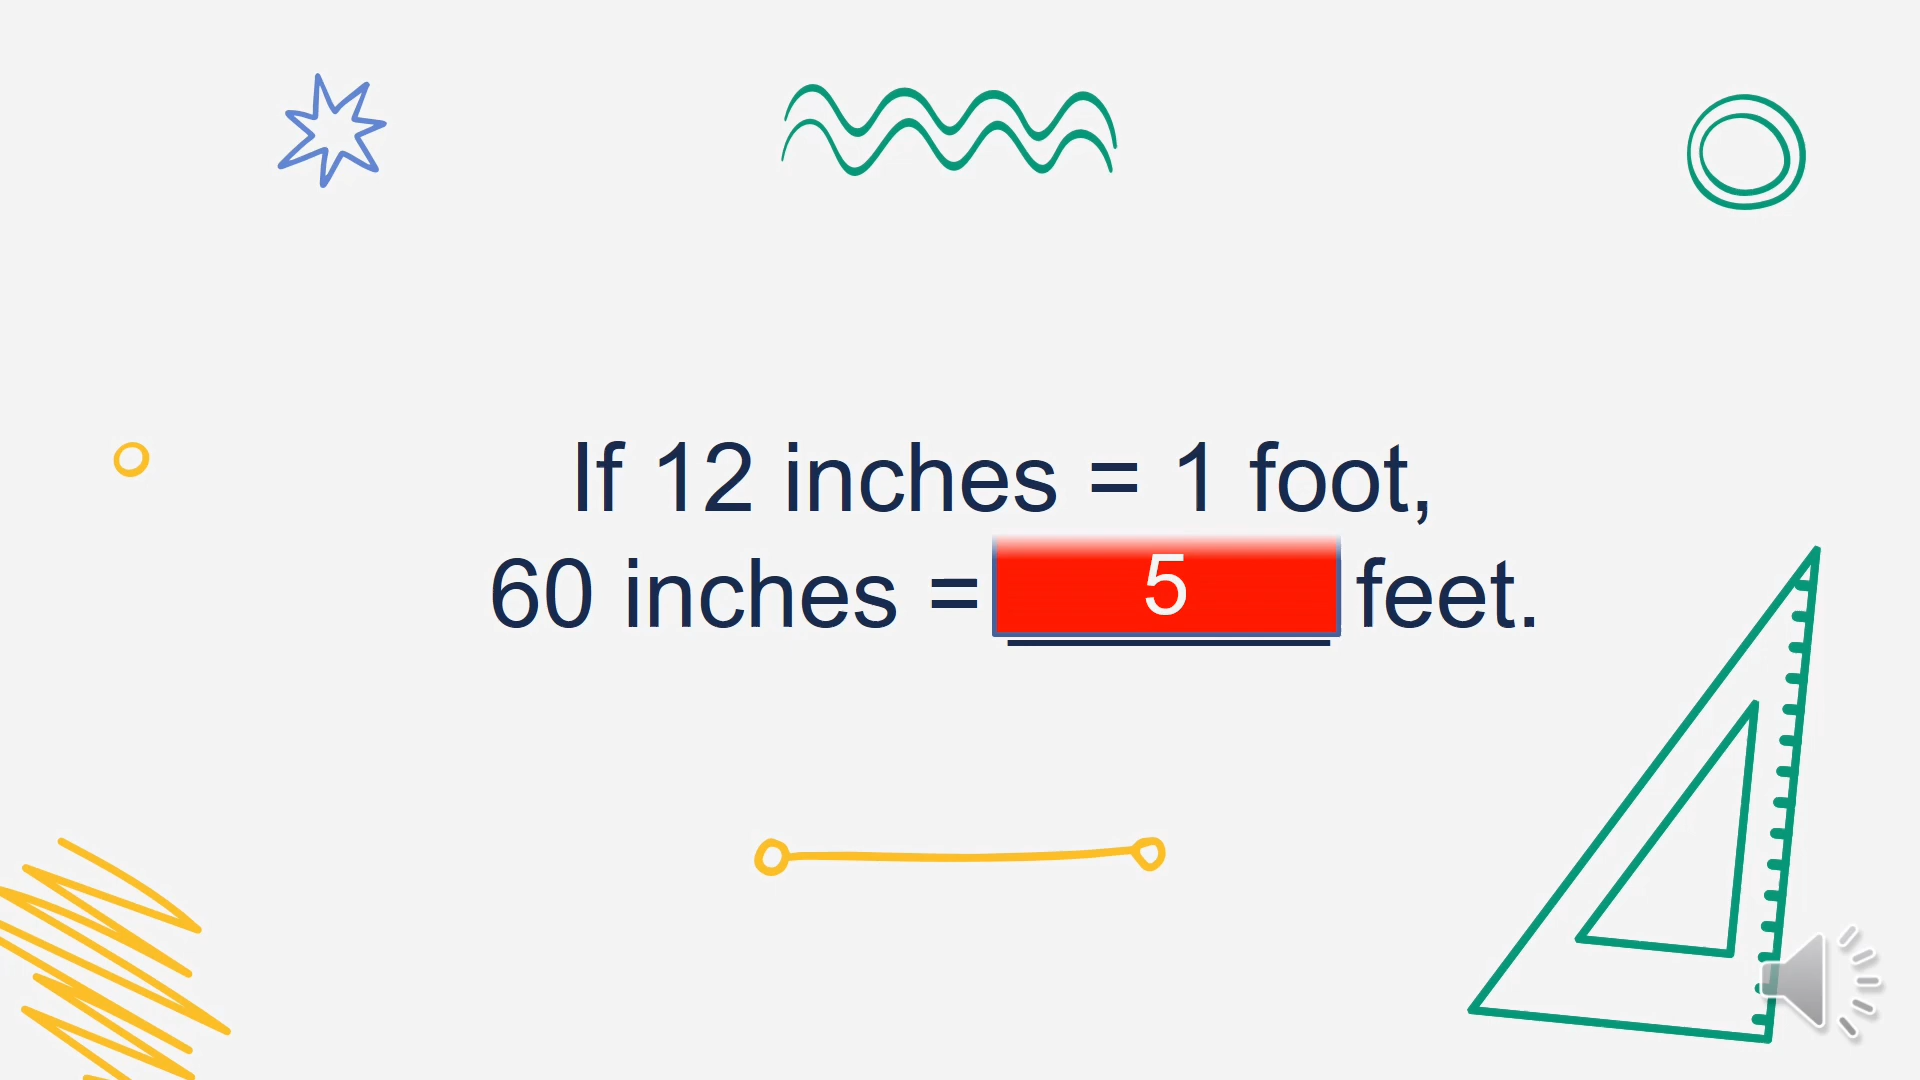 If 12 inches = 1 foot,
60 inches = 5 feet.